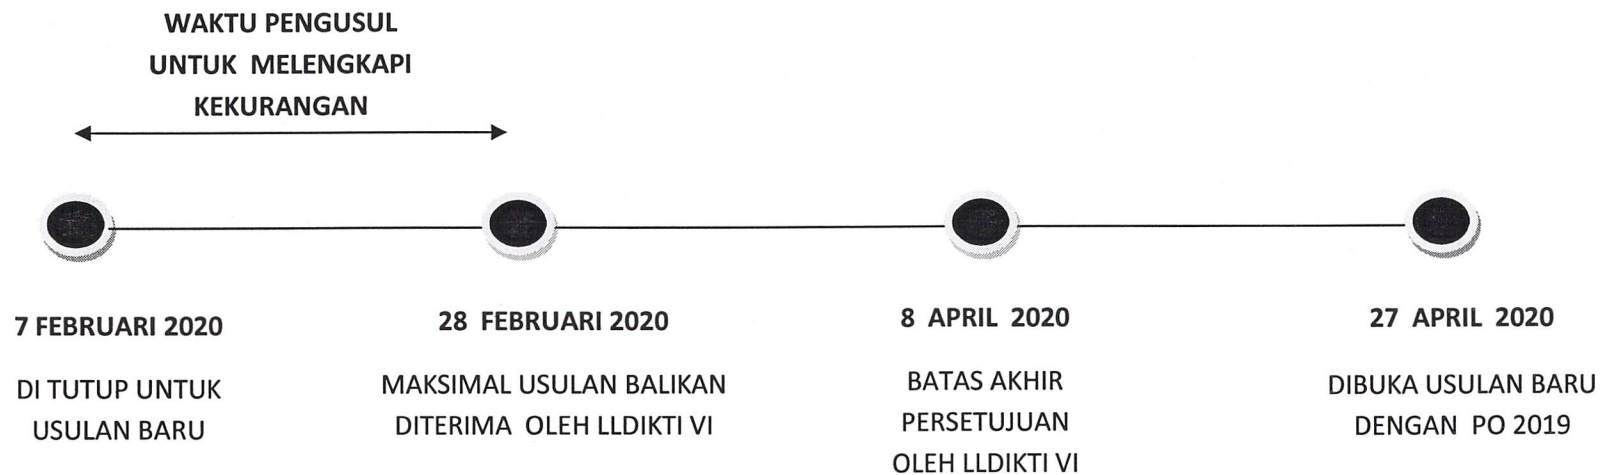 WAKTU PENGUSUL
UNTUK MELENGKAPI
KEKURANGAN
7 FEBRUARI 2020
DI TUTUP UNTUK
USULAN BARU
28 FEBRUARI 2020
MAKSIMAL USULAN BALIKAN
DITERIMA OLEH LLDIKTI VI
8 APRIL 2020
BATAS AKHIR
PERSETUJUAN
OLEH LLDIKTI VI
27 APRIL 2020
DIBUKA USULAN BARU
DENGAN PO 2019